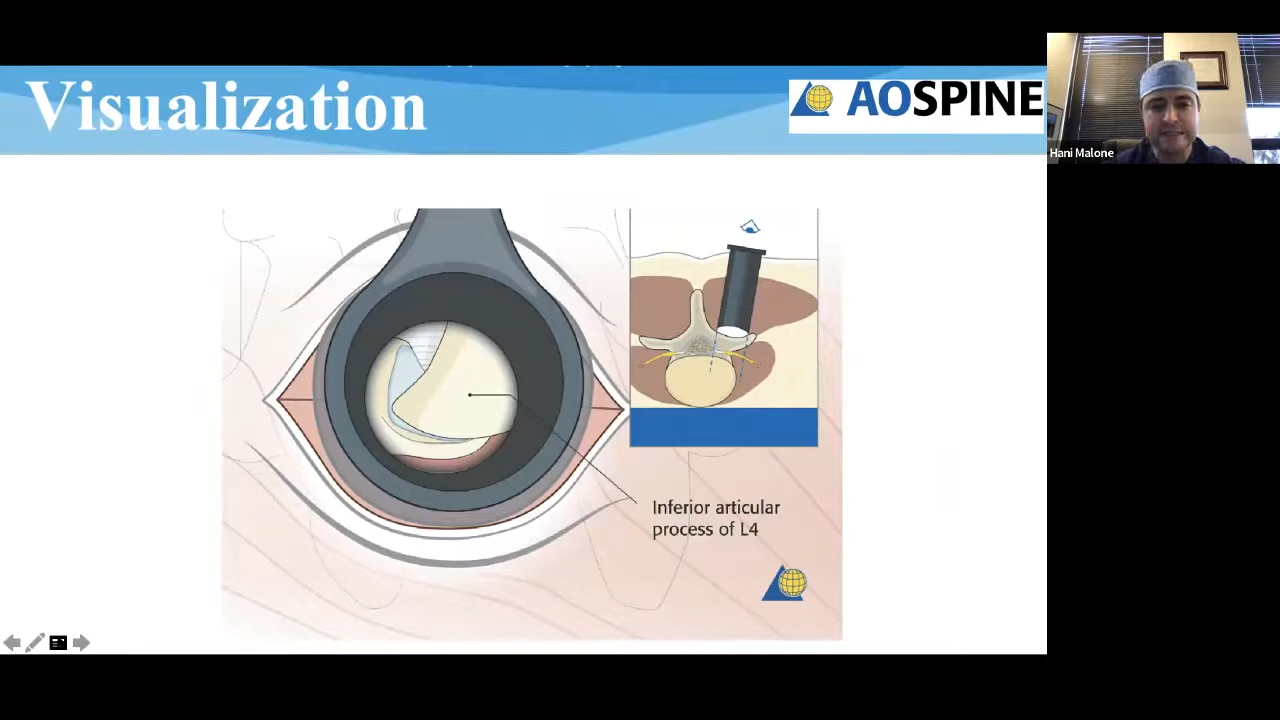 Visualization
AOSPINE
Hani Malone
Inferior articular
process of L4